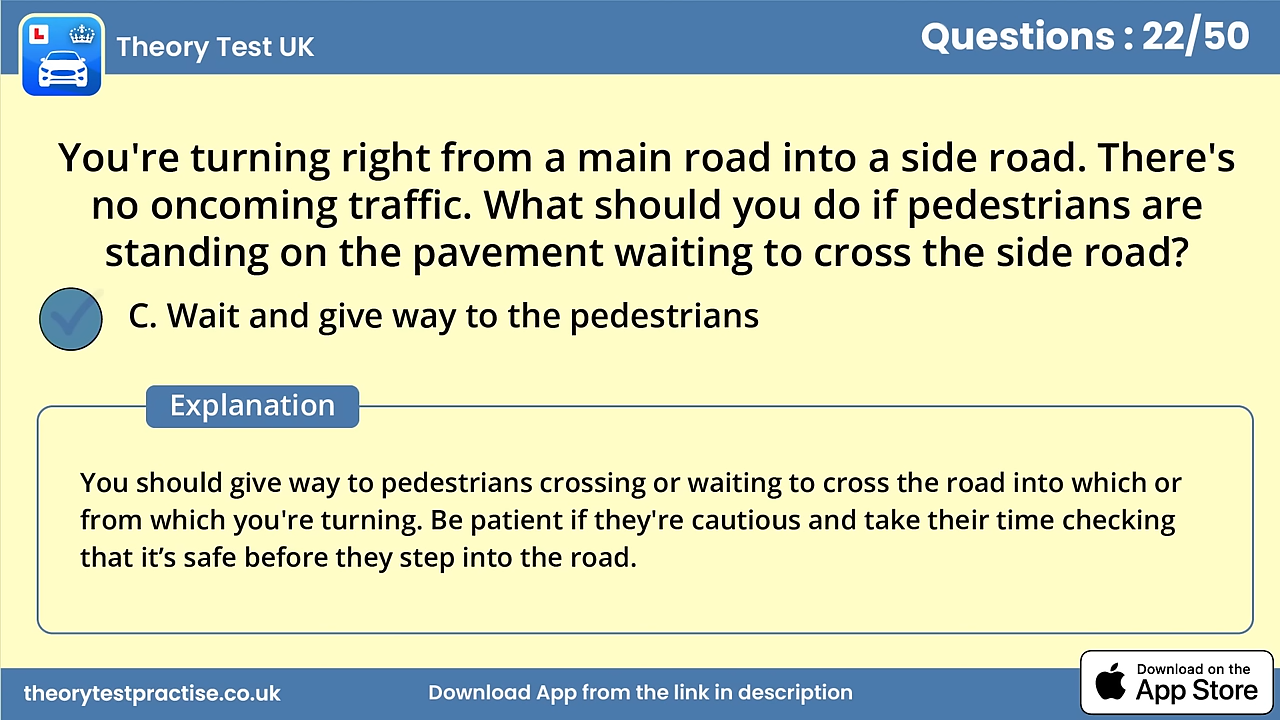 L
Theory Test UK
Questions : 22/50
You're turning right from a main road into a side road. There's
no oncoming traffic. What should you do if pedestrians are
standing on the pavement waiting to cross the side road?
C. Wait and give way to the pedestrians
Explanation
You should give way to pedestrians crossing or waiting to cross the road into which or
from which you're turning. Be patient if they're cautious and take their time checking
that it’s safe before they step into the road.
theorytestpractise.co.uk
Download App from the link in description
Download on the
App Store